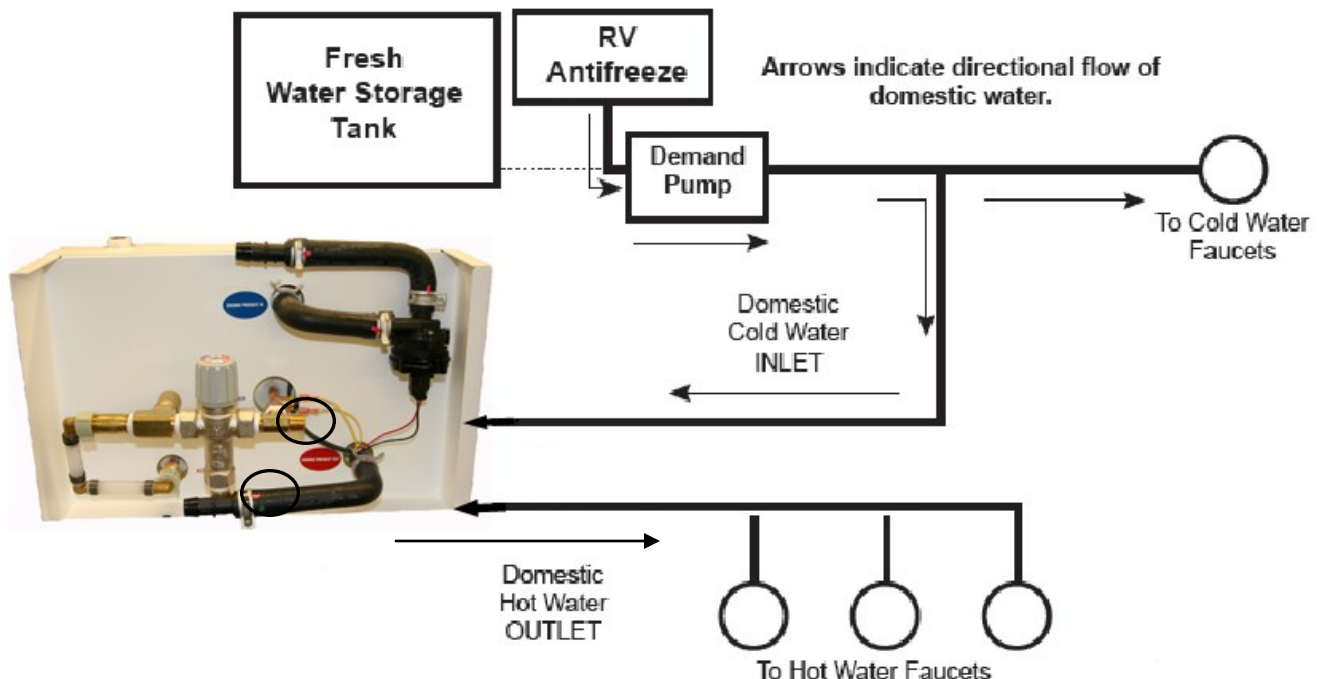 Fresh
Water Storage
Tank
RV
Antifreeze
Arrows indicate directional flow of
domestic water.
Demand
Pump
To Cold Water
Faucets
Domestic
Cold Water
INLET
Domestic
Hot Water
OUTLET
To Hot Water Faucets